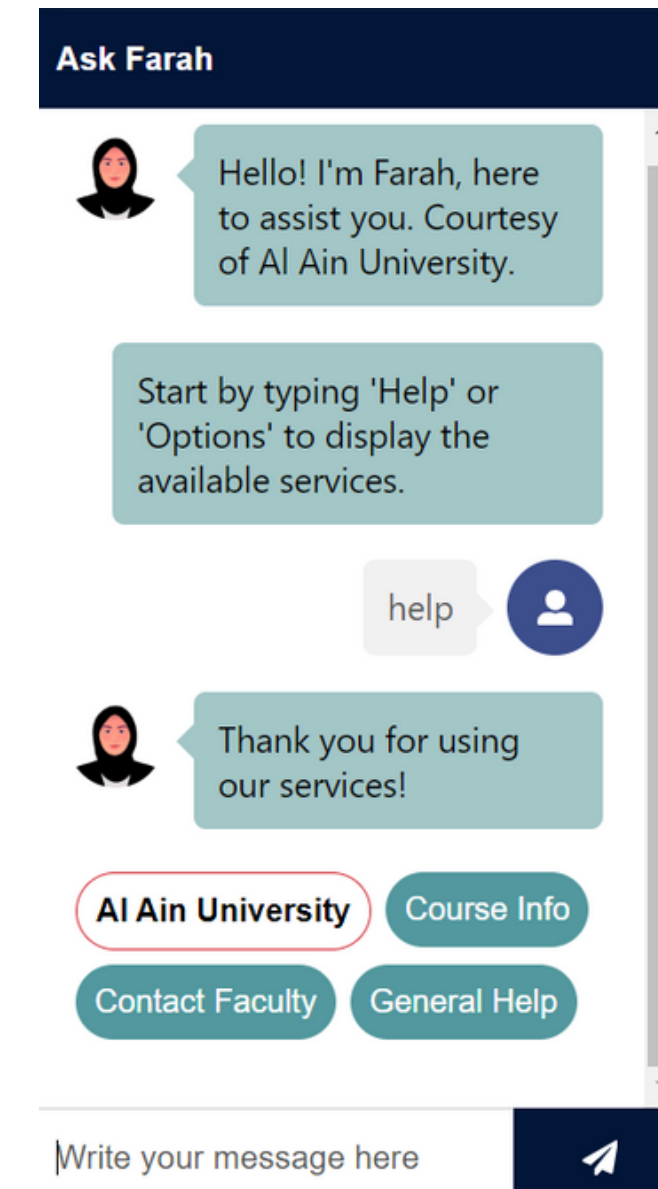 Ask Farah
Hello! I'm Farah, here
to assist you. Courtesy
of Al Ain University.
Start by typing 'Help' or
'Options' to display the
available services.
help
Thank you for using
our services!
Al Ain University
Course Info
Contact Faculty
General Help
Write your message here